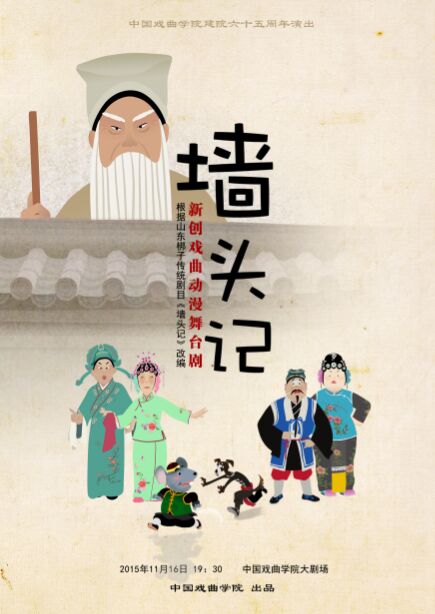 中国戏曲学院建院六十五周年演出
墙头记
新创戏曲动漫舞台剧
根据山东梆子传统剧目《墙头记》改编
2015年11月16日 19：30 中国戏曲学院大剧场
中国戏曲学院 出品